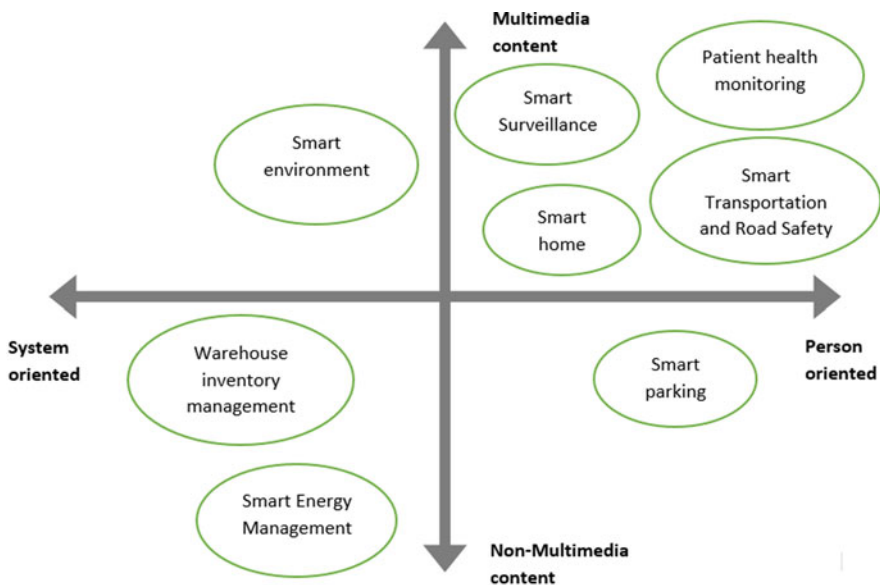 Multimedia
content
Patient health
monitoring
Smart
Surveillance
Smart
environment
Smart
Transportation
and Road Safety
Smart
home
System
oriented
Warehouse
inventory
management
Smart
parking
Person
oriented
Smart Energy
Management
Non-Multimedia
content